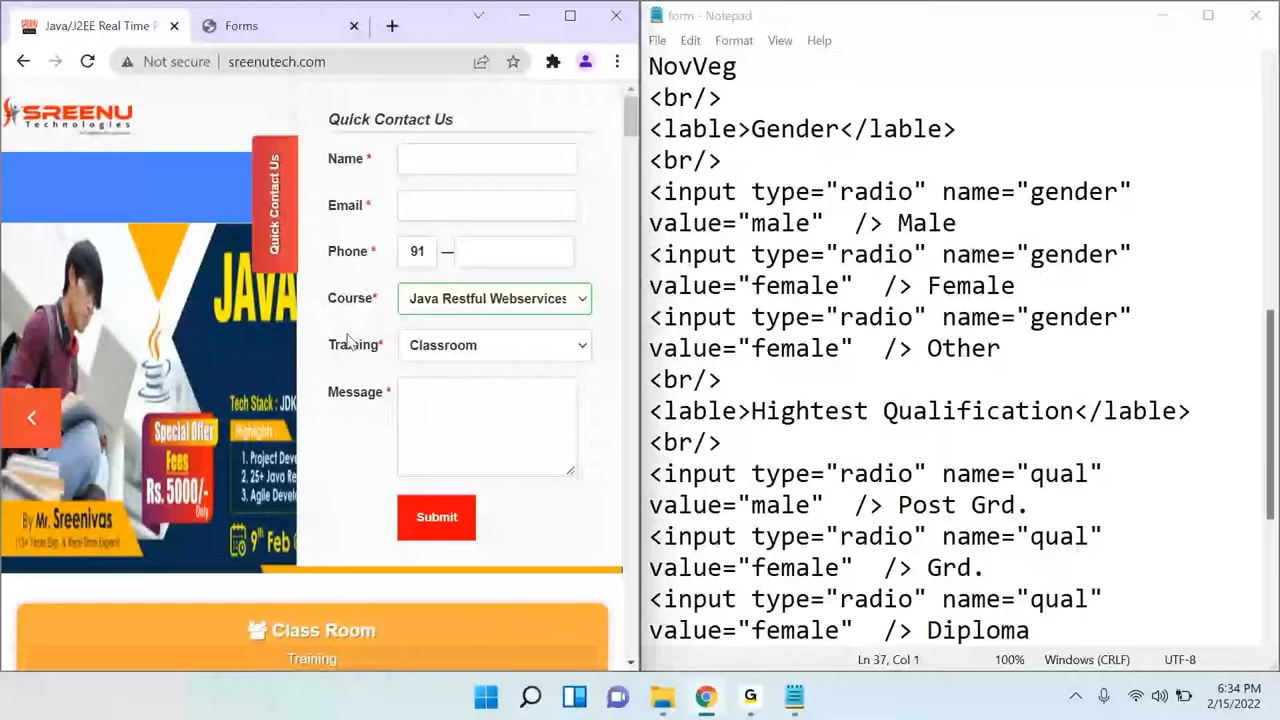 Java/J2EE Real Time P
Forms
Not secure
sreenutech.com
SREENU
Technologies
Quick Contact Us
JAVA
Tech Stack : JDK
Special Offer
Fees
Rs. 5000/-
Only
Highlights
1. Project Deve
2. 25+ Java Re
3. Agile Develo
By Mr. Sreenivas
9th Feb
Quick Contact Us
Name *
Email *
Phone *
91
Course*
Java Restful Webservices
Training*
Classroom
Message *
Submit
Class Room
Training
form - Notepad
File Edit Format View Help
NovVeg
<br/>
<lable>Gender</lable>
<br/>
<input type="radio" name="gender"
value="male"  /> Male
<input type="radio" name="gender"
value="female"  /> Female
<input type="radio" name="gender"
value="female"  /> Other
<br/>
<lable>Hightest Qualification</lable>
<br/>
<input type="radio" name="qual"
value="male"  /> Post Grd.
<input type="radio" name="qual"
value="female"  /> Grd.
<input type="radio" name="qual"
value="female"  /> Diploma
Ln 37, Col 1
100%
Windows (CRLF)
UTF-8
G
6:34 PM
2/15/2022